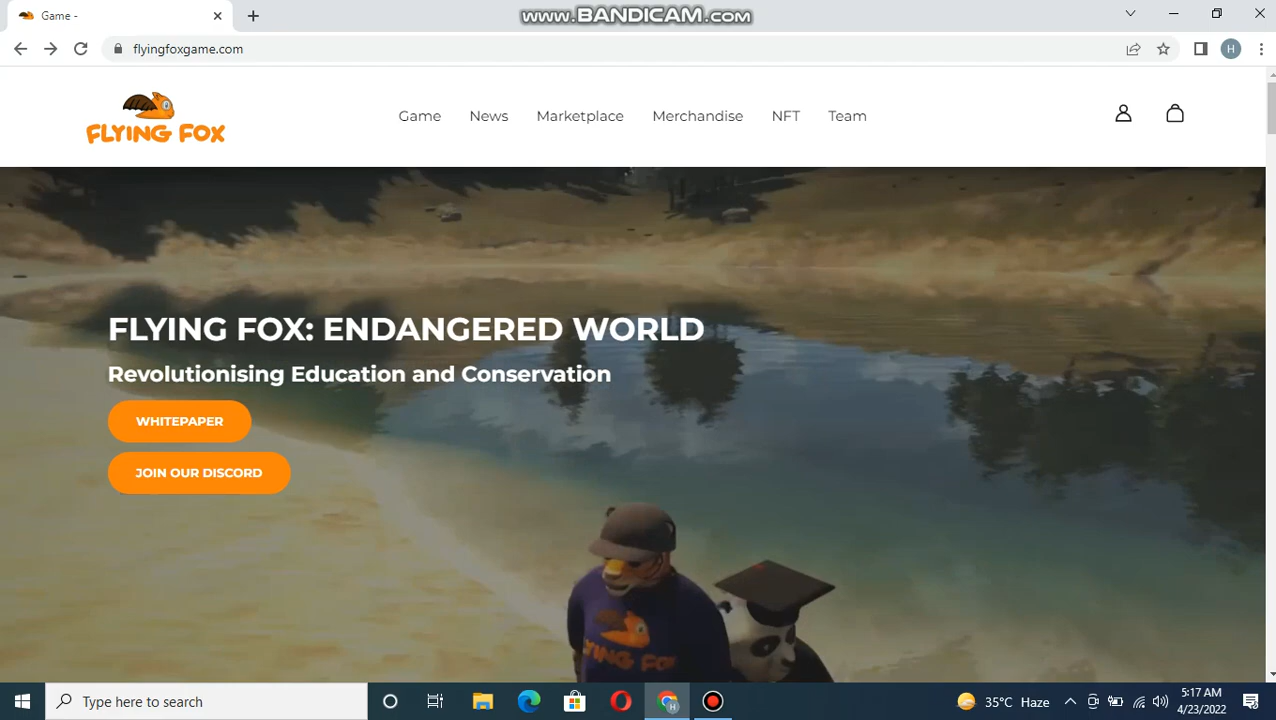 Game -
www.BANDICAM.com
flyingfoxgame.com
H
FLYING FOX
Game
News
Marketplace
Merchandise
NFT
Team
FLYING FOX: ENDANGERED WORLD
Revolutionising Education and Conservation
WHITEPAPER
JOIN OUR DISCORD
FLYING FOX
Type here to search
H
35°C Haze
5:17 AM
4/23/2022